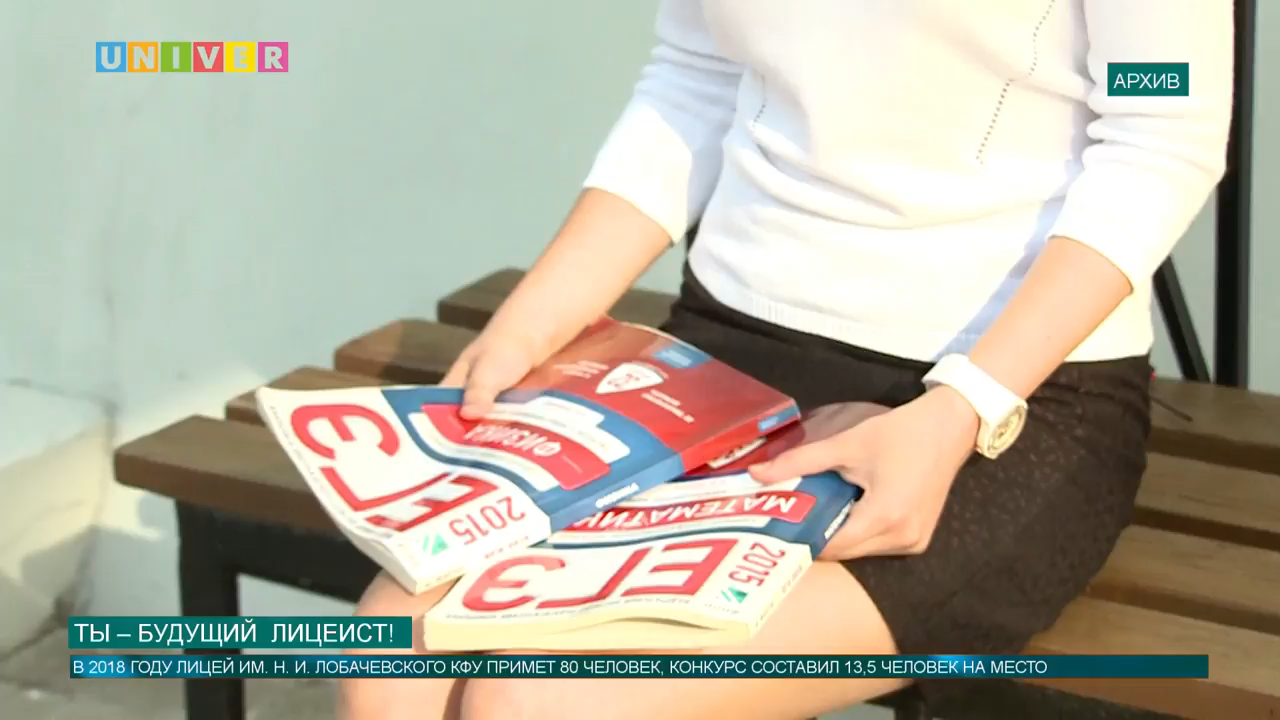 UNIVER
АРХИВ
ФИЗИКА
ЕГЭ
2015
МАТЕМАТИК
ЕГЭ
2015
ТЫ – БУДУЩИЙ ЛИЦЕИСТ!
В 2018 ГОДУ ЛИЦЕЙ ИМ. Н. И. ЛОБАЧЕВСКОГО КФУ ПРИМЕТ 80 ЧЕЛОВЕК, КОНКУРС СОСТАВИЛ 13,5 ЧЕЛОВЕК НА МЕСТО